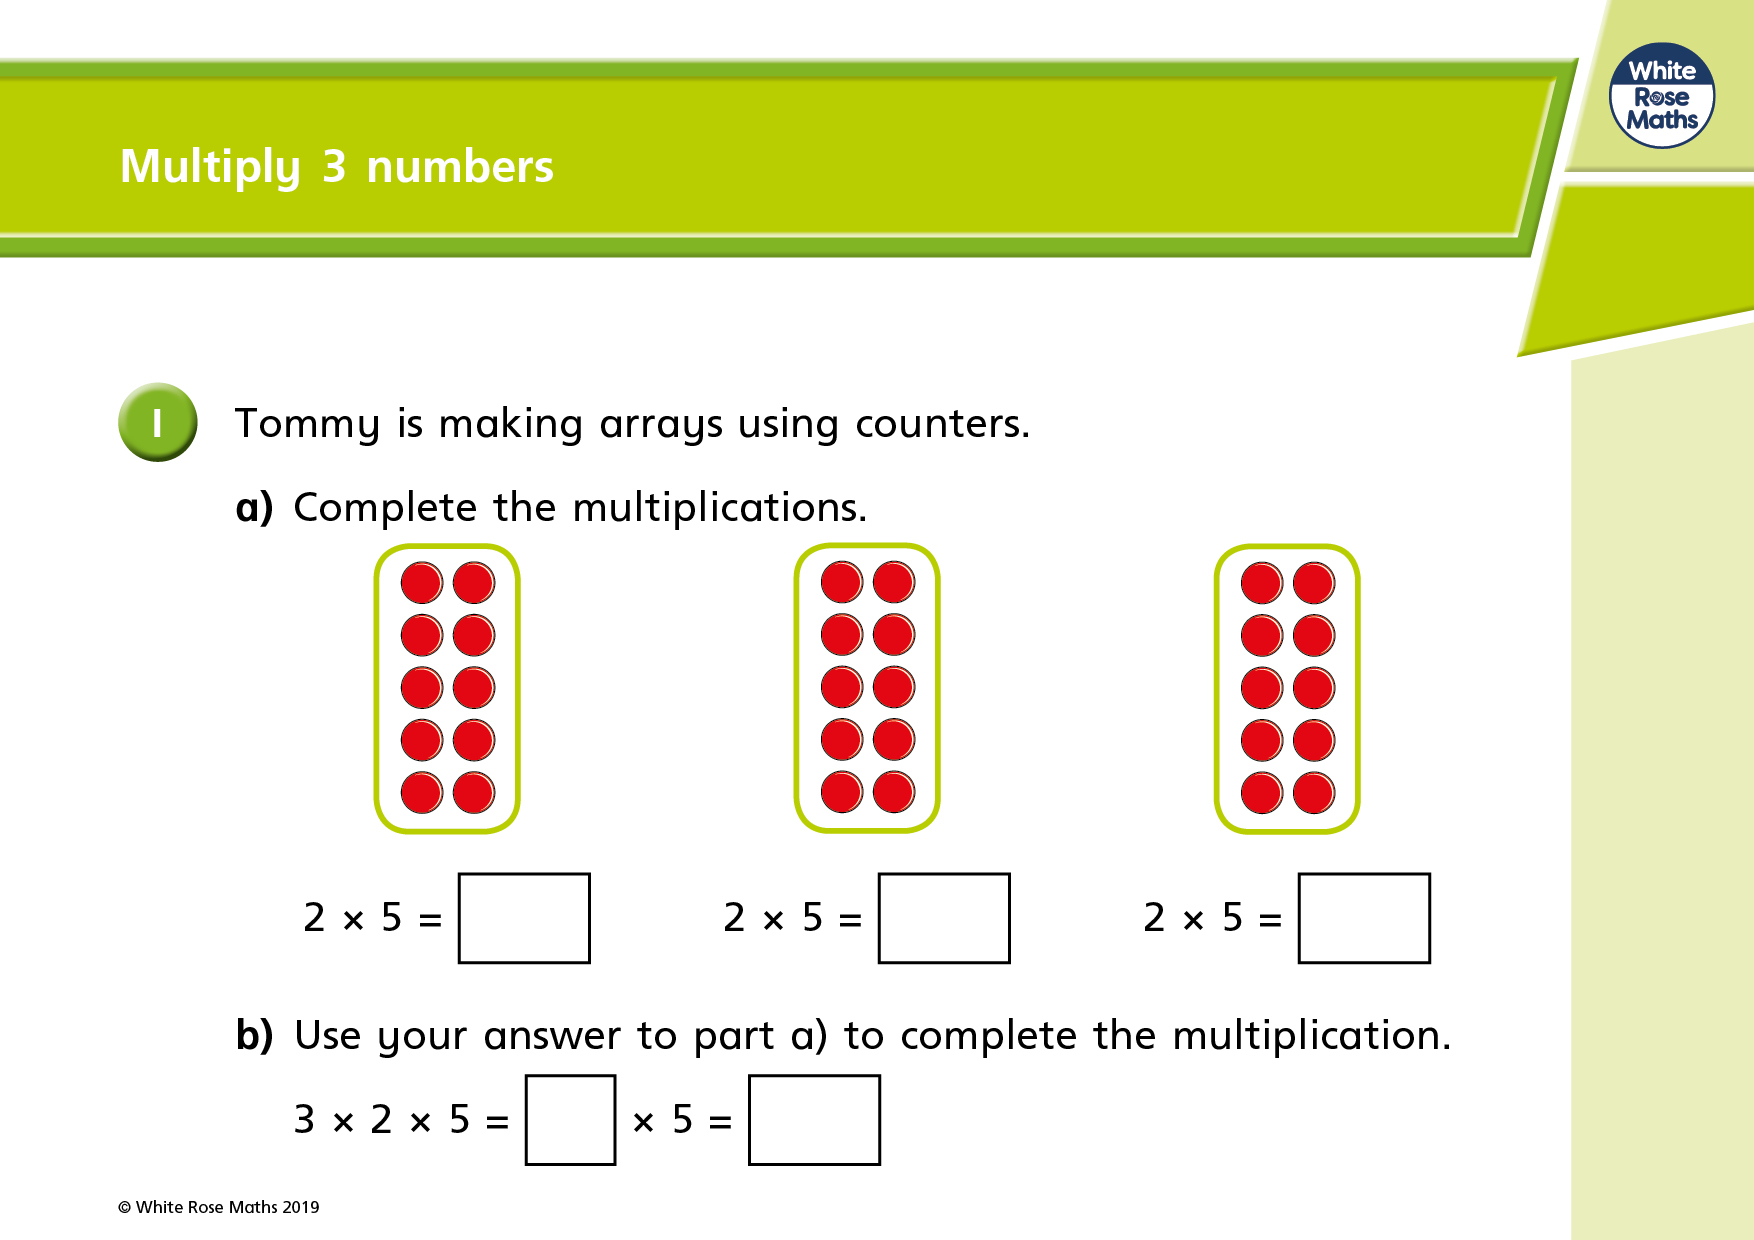 White
Rose
Maths
Multiply 3 numbers
1 Tommy is making arrays using counters.
a) Complete the multiplications.
2 × 5 = 2 × 5 = 2 × 5 =
b) Use your answer to part a) to complete the multiplication.
3 × 2 × 5 = × 5 =
© White Rose Maths 2019